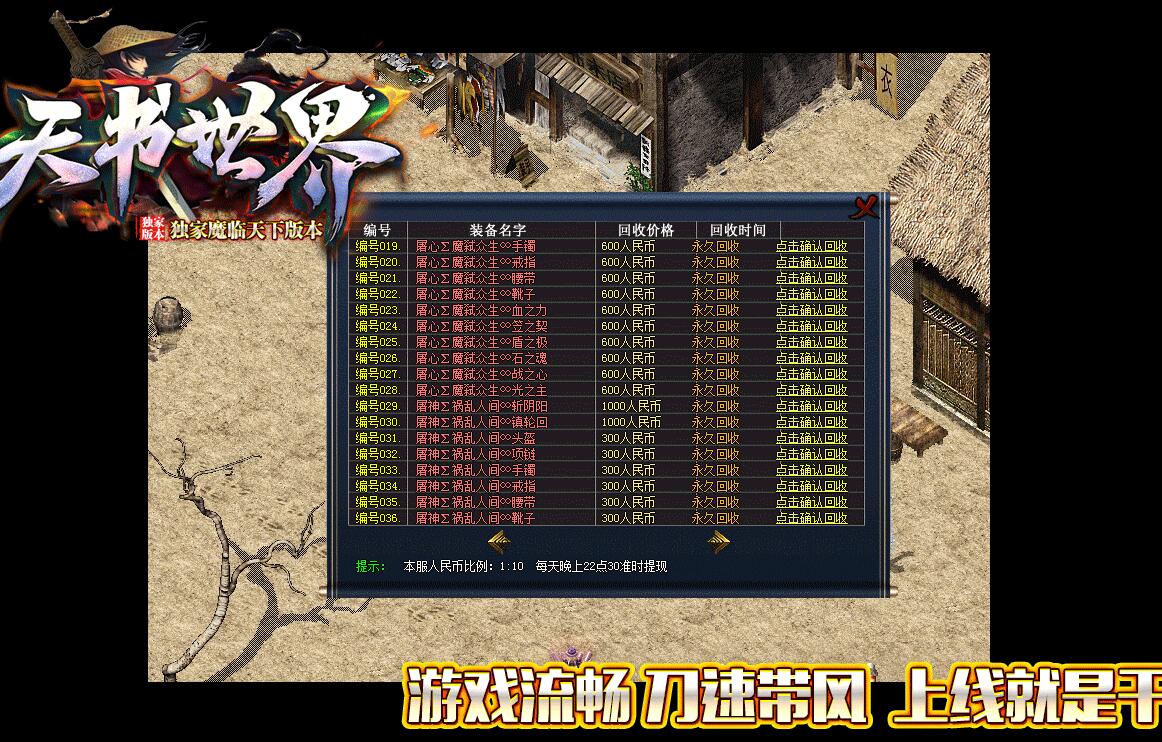 天书世界
独家版本
独家魔临天下版本
衣
编号 装备名字 回收价格 回收时间
编号019. 屠心∑魔弑众生∞手镯 600人民币 永久回收 点击确认回收
编号020. 屠心∑魔弑众生∞戒指 600人民币 永久回收 点击确认回收
编号021. 屠心∑魔弑众生∞腰带 600人民币 永久回收 点击确认回收
编号022. 屠心∑魔弑众生∞靴子 600人民币 永久回收 点击确认回收
编号023. 屠心∑魔弑众生∞血之力 600人民币 永久回收 点击确认回收
编号024. 屠心∑魔弑众生∞笠之契 600人民币 永久回收 点击确认回收
编号025. 屠心∑魔弑众生∞盾之极 600人民币 永久回收 点击确认回收
编号026. 屠心∑魔弑众生∞石之魂 600人民币 永久回收 点击确认回收
编号027. 屠心∑魔弑众生∞战之心 600人民币 永久回收 点击确认回收
编号028. 屠心∑魔弑众生∞光之主 600人民币 永久回收 点击确认回收
编号029. 屠神∑祸乱人间∞斩阴阳 1000人民币 永久回收 点击确认回收
编号030. 屠神∑祸乱人间∞镇轮回 1000人民币 永久回收 点击确认回收
编号031. 屠神∑祸乱人间∞头盔 300人民币 永久回收 点击确认回收
编号032. 屠神∑祸乱人间∞项链 300人民币 永久回收 点击确认回收
编号033. 屠神∑祸乱人间∞手镯 300人民币 永久回收 点击确认回收
编号034. 屠神∑祸乱人间∞戒指 300人民币 永久回收 点击确认回收
编号035. 屠神∑祸乱人间∞腰带 300人民币 永久回收 点击确认回收
编号036. 屠神∑祸乱人间∞靴子 300人民币 永久回收 点击确认回收
提示： 本服人民币比例：1:10 每天晚上22点30准时提现
游戏流畅 刀速带风 上线就是干